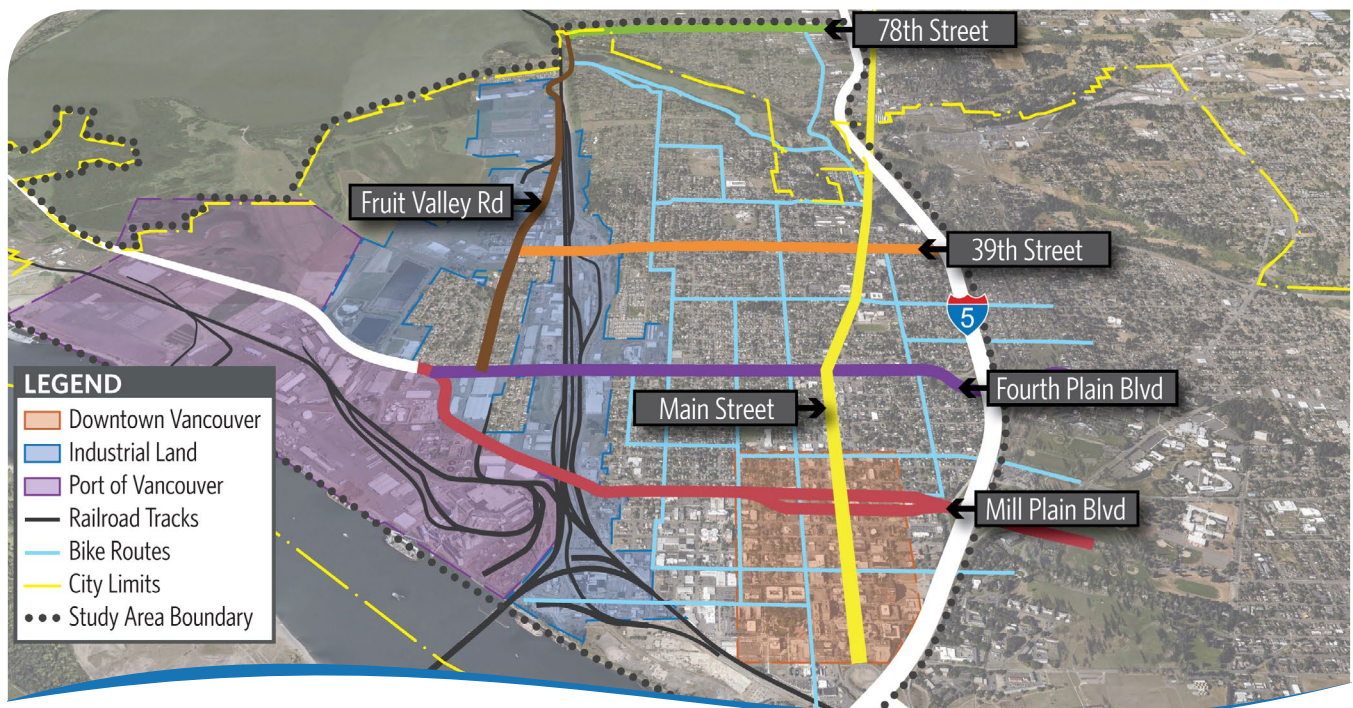 78th Street
Fruit Valley Rd
39th Street
5
LEGEND
Downtown Vancouver
Industrial Land
Port of Vancouver
Railroad Tracks
Bike Routes
City Limits
Study Area Boundary
Main Street
Fourth Plain Blvd
Mill Plain Blvd